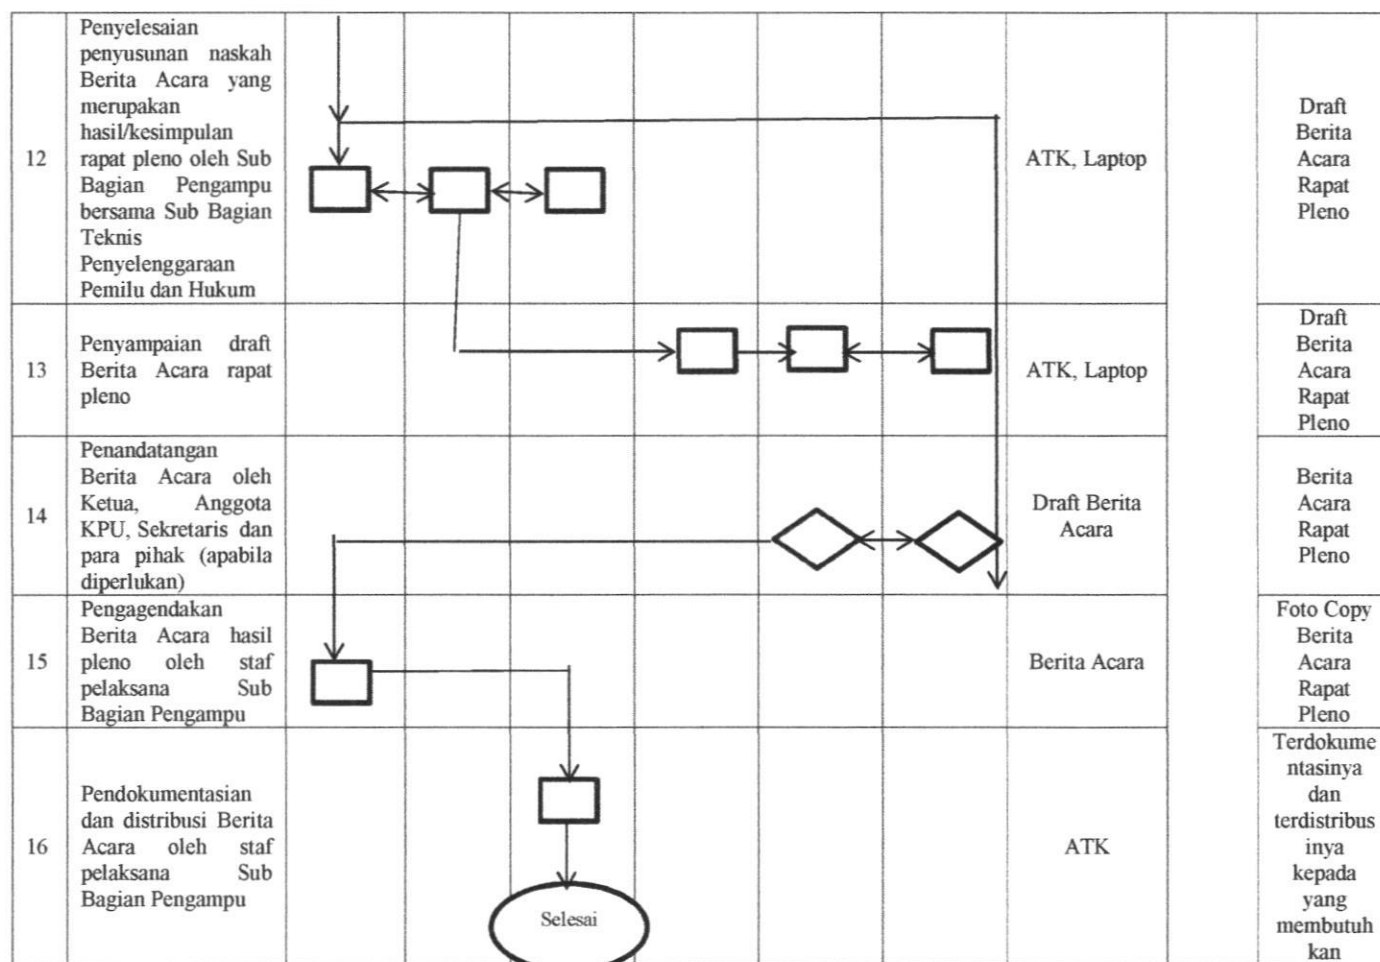 12
Penyelesaian
penyusunan naskah
Berita Acara yang
merupakan
hasil/kesimpulan
rapat pleno oleh Sub
Bagian Pengampu
bersama Sub Bagian
Teknis
Penyelenggaraan
Pemilu dan Hukum
ATK, Laptop
Draft
Berita
Acara
Rapat
Pleno
13
Penyampaian draft
Berita Acara rapat
pleno
ATK, Laptop
Draft
Berita
Acara
Rapat
Pleno
14
Penandatangan
Berita Acara oleh
Ketua, Anggota
KPU, Sekretaris dan
para pihak (apabila
diperlukan)
Draft Berita
Acara
Berita
Acara
Rapat
Pleno
15
Pengagendakan
Berita Acara hasil
pleno oleh staf
pelaksana Sub
Bagian Pengampu
Berita Acara
Foto Copy
Berita
Acara
Rapat
Pleno
16
Pendokumentasian
dan distribusi Berita
Acara oleh staf
pelaksana Sub
Bagian Pengampu
Selesai
ATK
Terdokume
ntasinya
dan
terdistribus
inya
kepada
yang
membutuh
kan